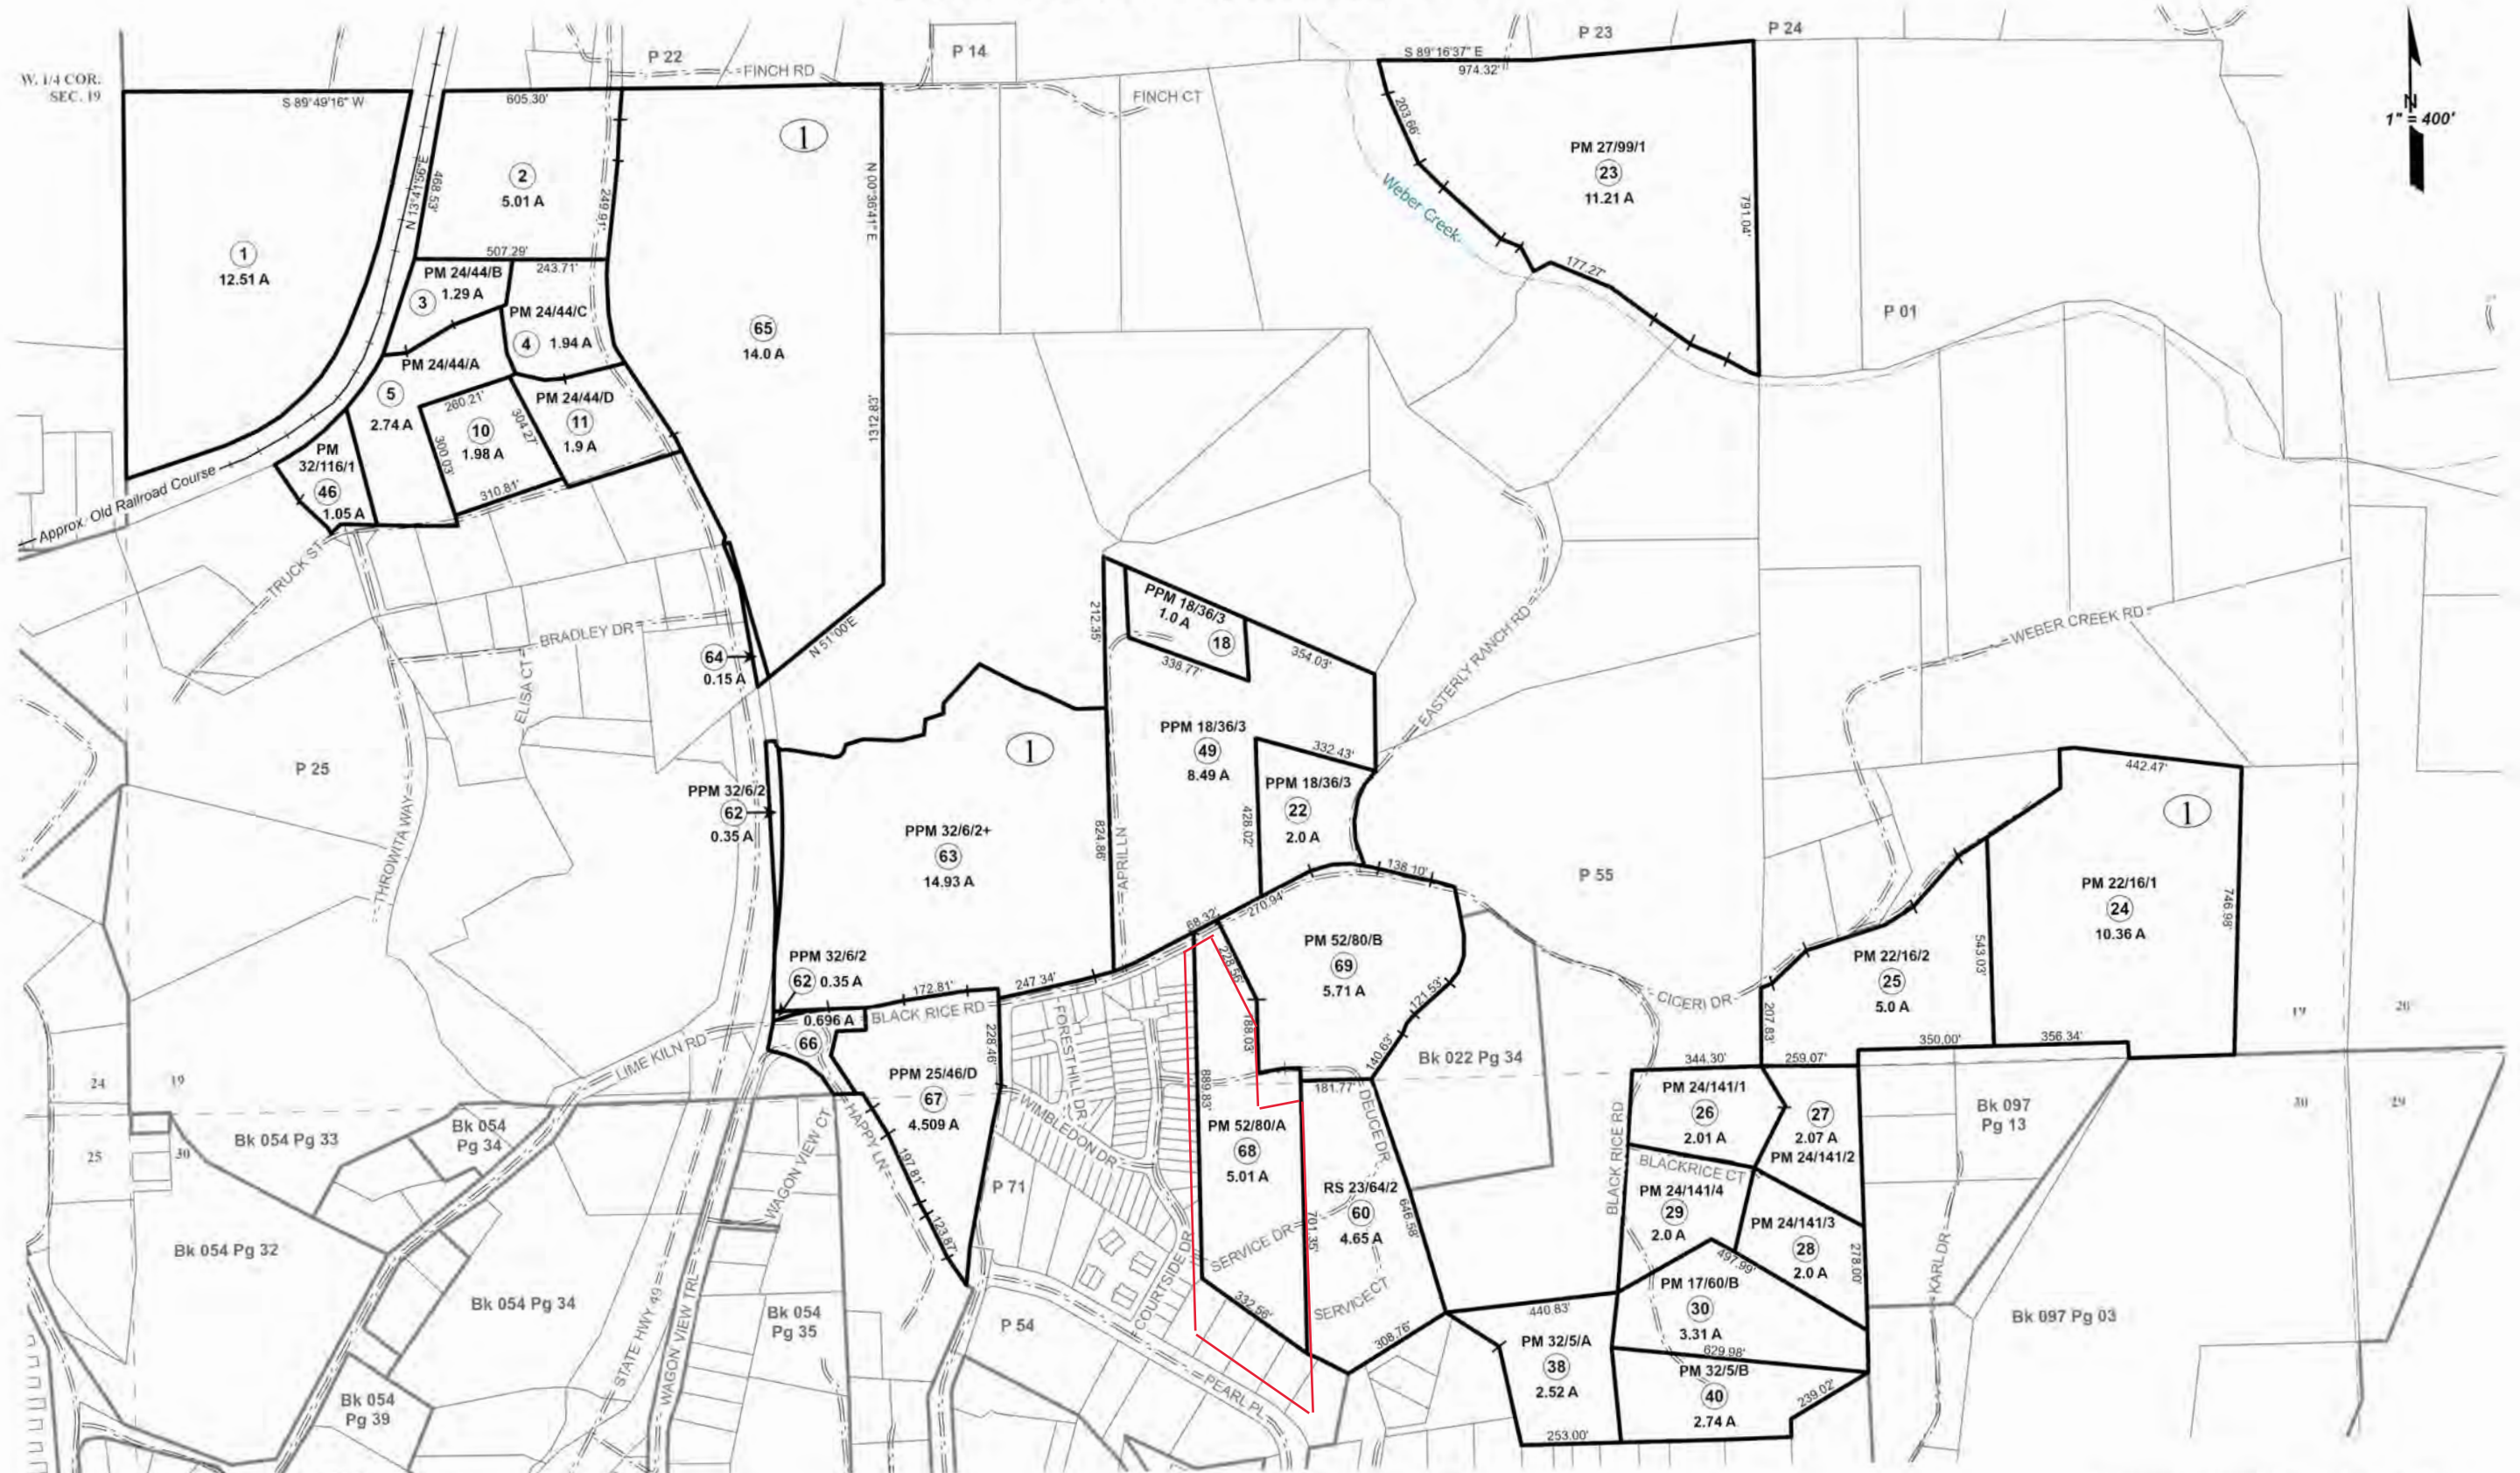 W. 1/4 COR.
SEC. 19
P 22
P 14
P 23
P 24
FINCH RD
FINCH CT
S 89°49'16" W
605.30'
S 89°16'37" E
974.32'
N
1" = 400'
1
N 13°41'56" E
468.53'
249.91'
N 00°36'41" E
1312.83'
203.66'
Weber Creek
PM 27/99/1
23
11.21 A
791.04'
177.27'
P 01
2
5.01 A
1
12.51 A
507.29'
243.71'
PM 24/44/B
3
1.29 A
PM 24/44/C
4
1.94 A
65
14.0 A
PM 24/44/A
5
2.74 A
260.21'
300.03'
10
1.98 A
304.27'
PM 24/44/D
11
1.9 A
310.81'
PM
32/116/1
46
1.05 A
Approx. Old Railroad Course
TRUCK ST
BRADLEY DR
ELISA CT
THROWITA WAY
P 25
64
0.15 A
N 51°00'E
212.35'
PPM 18/36/3
1.0 A
18
338.77'
354.03'
EASTERLY RANCH RD
WEBER CREEK RD
1
PPM 18/36/3
49
8.49 A
332.43'
PPM 18/36/3
22
2.0 A
428.02'
824.86'
APRIL LN
442.47'
1
PPM 32/6/2
62
0.35 A
PPM 32/6/2+
63
14.93 A
138.10'
P 55
PM 22/16/1
24
10.36 A
746.98'
543.03'
PM 22/16/2
25
5.0 A
207.83'
68.32'
270.94'
228.56'
PM 52/80/B
69
5.71 A
121.53'
140.63'
188.03'
CICERI DR
PPM 32/6/2
62
0.35 A
172.81'
247.34'
BLACK RICE RD
0.696 A
66
228.46'
LIME KILN RD
FORESTHILL DR
181.77'
Bk 022 Pg 34
344.30'
259.07'
350.00'
356.34'
19
20
24
19
PPM 25/46/D
67
4.509 A
WIMBLEDON DR
889.83'
PM 52/80/A
68
5.01 A
DEUCE DR
BLACK RICE RD
PM 24/141/1
26
2.01 A
27
2.07 A
PM 24/141/2
Bk 097
Pg 13
30
29
25
30
Bk 054 Pg 33
Bk 054
Pg 34
WAGON VIEW CT
HAPPY LN
197.81'
123.87'
P 71
COURTSIDE DR
SERVICE DR
701.35'
RS 23/64/2
60
4.65 A
646.58'
BLACKRICE CT
PM 24/141/4
29
2.0 A
PM 24/141/3
28
2.0 A
278.00'
497.99'
KARL DR
Bk 054 Pg 32
Bk 054 Pg 34
STATE HWY 49
WAGON VIEW TRL
Bk 054
Pg 35
P 54
332.56'
SERVICE CT
308.76'
440.83'
PM 17/60/B
30
3.31 A
629.98'
Bk 097 Pg 03
PM 32/5/A
38
2.52 A
PM 32/5/B
40
2.74 A
239.02'
253.00'
PEARL PL
Bk 054
Pg 39